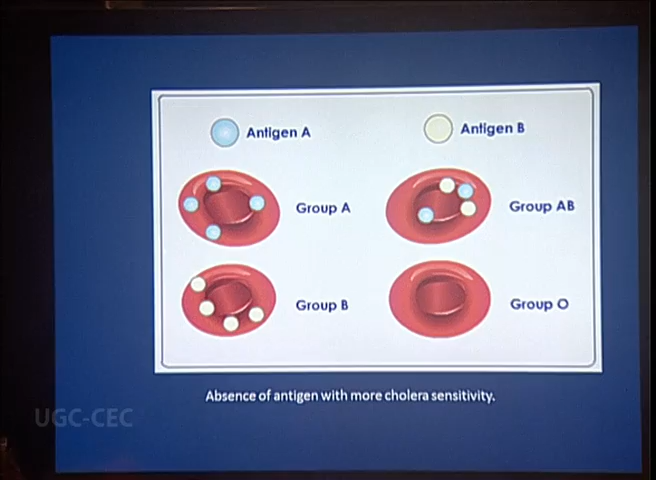 Antigen A
Antigen B
Group A
Group AB
Group B
Group O
Absence of antigen with more cholera sensitivity.
UGC-CEC